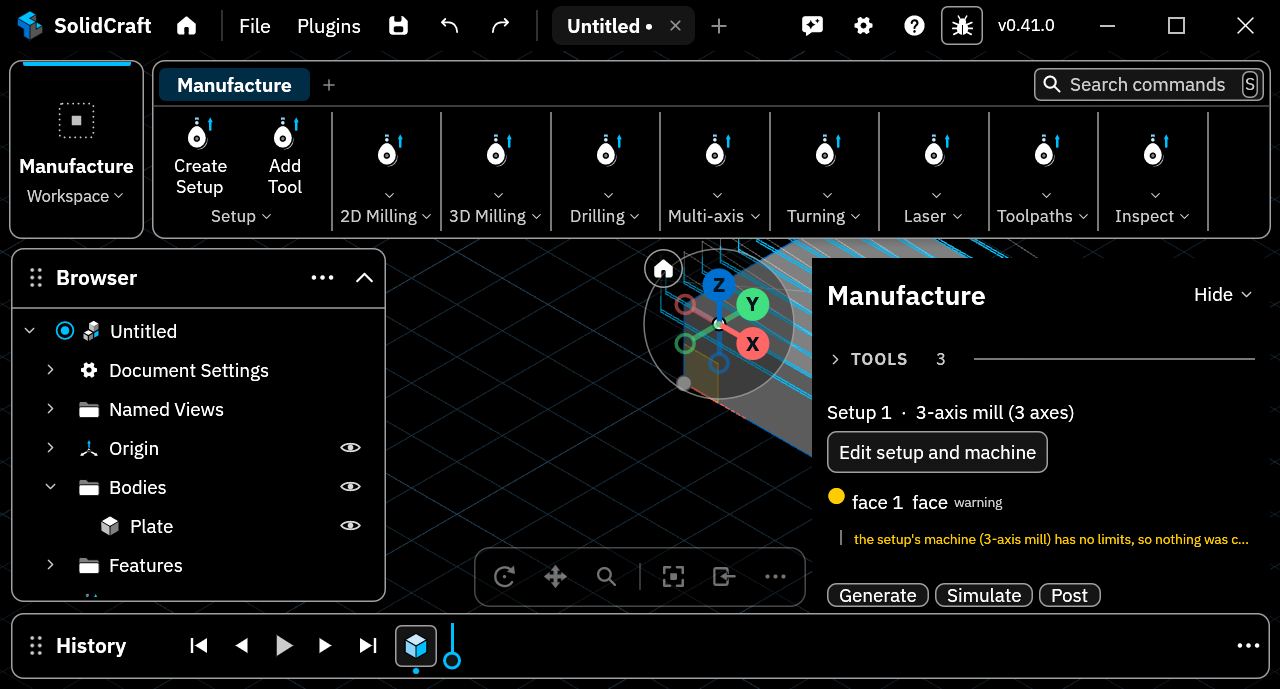 SolidCraft File Plugins Untitled • v0.41.0
Manufacture Search commands S
Manufacture
Workspace
Create Setup
Add Tool
Setup 2D Milling 3D Milling Drilling Multi-axis Turning Laser Toolpaths Inspect
Browser
Untitled
Document Settings
Named Views
Origin
Bodies
Plate
Features
Z
Y
X
Manufacture Hide
TOOLS 3
Setup 1 · 3-axis mill (3 axes)
Edit setup and machine
face 1 face warning
the setup's machine (3-axis mill) has no limits, so nothing was c...
Generate Simulate Post
History